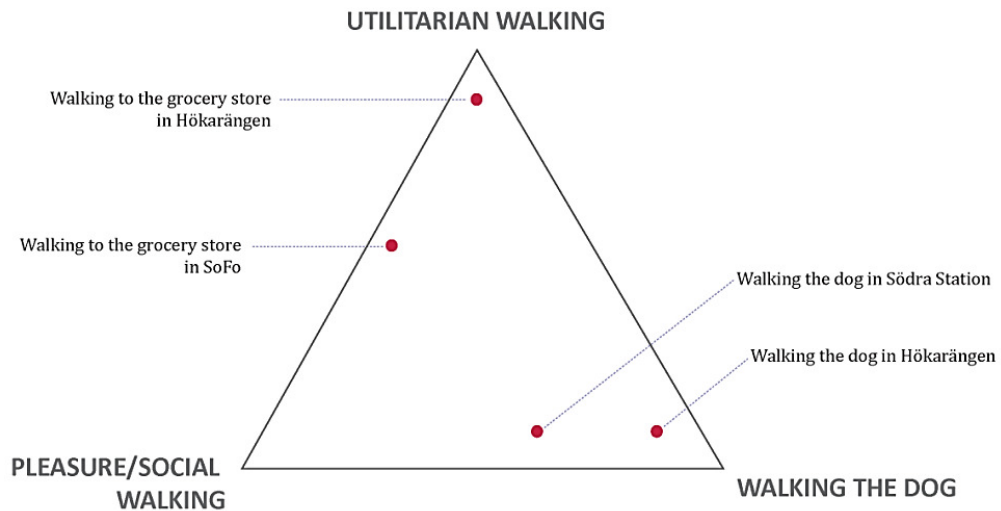 UTILITARIAN WALKING
Walking to the grocery store
in Hökarängen
Walking to the grocery store
in SoFo
Walking the dog in Södra Station
Walking the dog in Hökarängen
PLEASURE/SOCIAL
WALKING
WALKING THE DOG